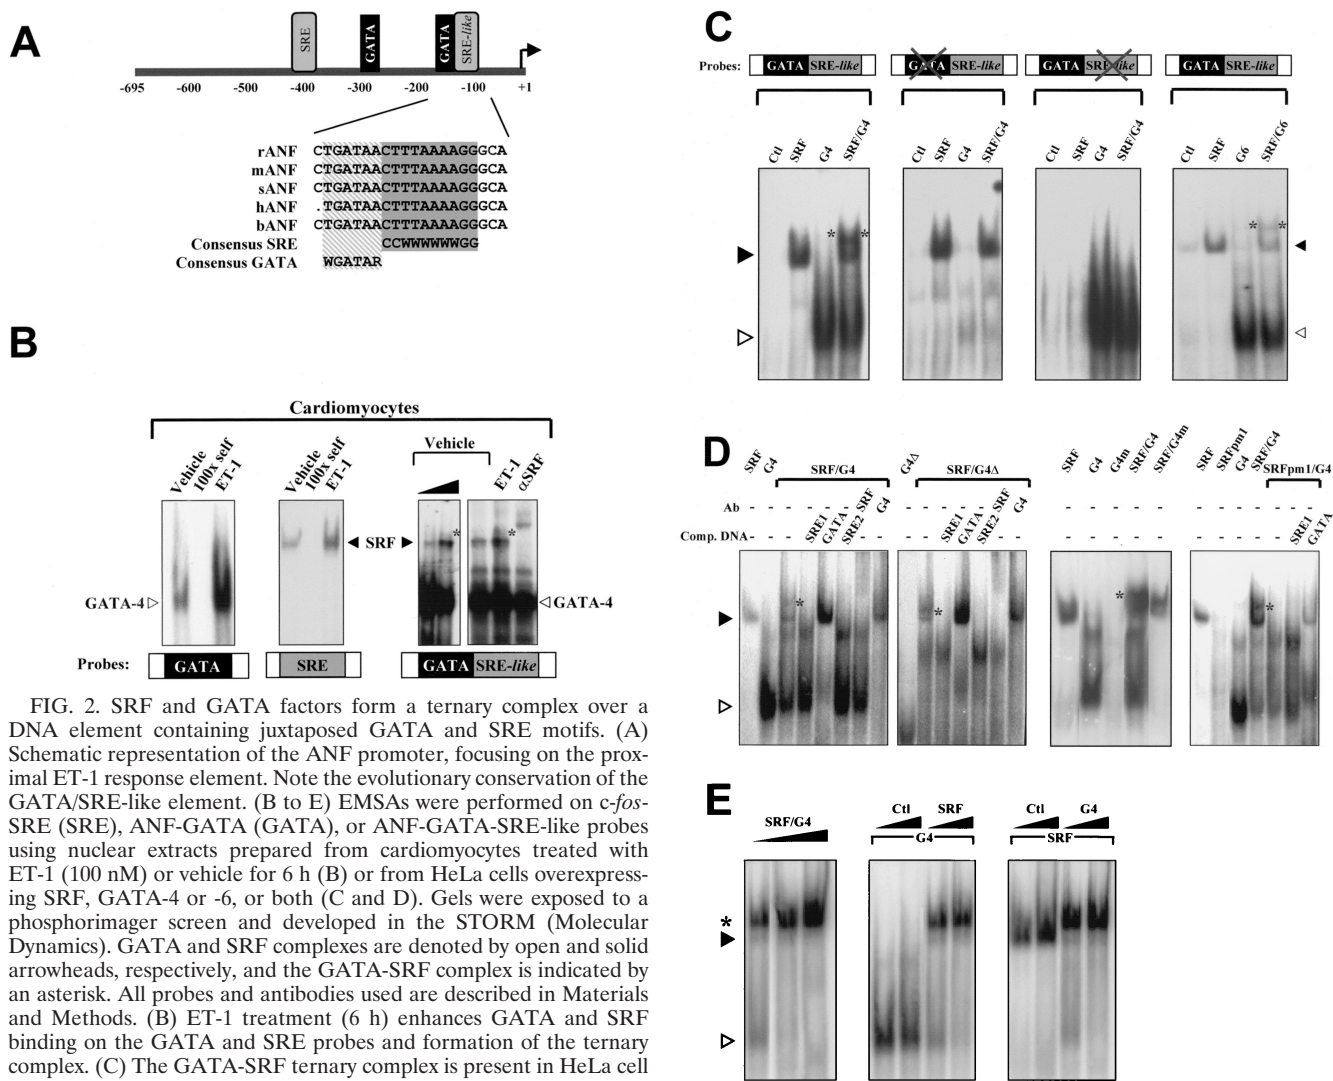 A
SRE
GATA
GATA
SRE-like
-695 -600 -500 -400 -300 -200 -100 +1
rANF CTGATAACTTTAAAAGGGCA
mANF CTGATAACTTTAAAAGGGCA
sANF CTGATAACTTTAAAAGGGCA
hANF .TGATAACTTTAAAAGGGCA
bANF CTGATAACTTTAAAAGGGCA
Consensus SRE CCWWWWWWGG
Consensus GATA WGATAR
B
Cardiomyocytes
Vehicle
100x self
ET-1
Vehicle
100x self
ET-1
Vehicle
ET-1
αSRF
SRF
*
*
GATA-4
GATA-4
Probes:
GATA
SRE
GATA SRE-like
FIG. 2. SRF and GATA factors form a ternary complex over a
DNA element containing juxtaposed GATA and SRE motifs. (A)
Schematic representation of the ANF promoter, focusing on the prox-
imal ET-1 response element. Note the evolutionary conservation of the
GATA/SRE-like element. (B to E) EMSAs were performed on c-fos-
SRE (SRE), ANF-GATA (GATA), or ANF-GATA-SRE-like probes
using nuclear extracts prepared from cardiomyocytes treated with
ET-1 (100 nM) or vehicle for 6 h (B) or from HeLa cells overexpress-
ing SRF, GATA-4 or -6, or both (C and D). Gels were exposed to a
phosphorimager screen and developed in the STORM (Molecular
Dynamics). GATA and SRF complexes are denoted by open and solid
arrowheads, respectively, and the GATA-SRF complex is indicated by
an asterisk. All probes and antibodies used are described in Materials
and Methods. (B) ET-1 treatment (6 h) enhances GATA and SRF
binding on the GATA and SRE probes and formation of the ternary
complex. (C) The GATA-SRF ternary complex is present in HeLa cell
C
Probes:
GATA SRE-like
GATA SRE-like
GATA SRE-like
GATA SRE-like
Ctl SRF G4 SRF/G4
Ctl SRF G4 SRF/G4
Ctl SRF G4 SRF/G4
Ctl SRF G6 SRF/G6
* *
* *
D
SRF G4 SRF/G4
G4Δ SRF/G4Δ
SRF G4 G4m SRF/G4 SRF/G4m
SRF SRFpm1 G4 SRF/G4 SRFpm1/G4
Ab - - - - - - - SRF G4
- - - - - - SRF G4
- - - - -
- - - - - - -
Comp. DNA - - - - SRE1 GATA SRE2 - -
- - - SRE1 GATA SRE2 - -
- - - - -
- - - - - SRE1 GATA
*
*
*
*
E
SRF/G4
Ctl SRF
G4
Ctl G4
SRF
*